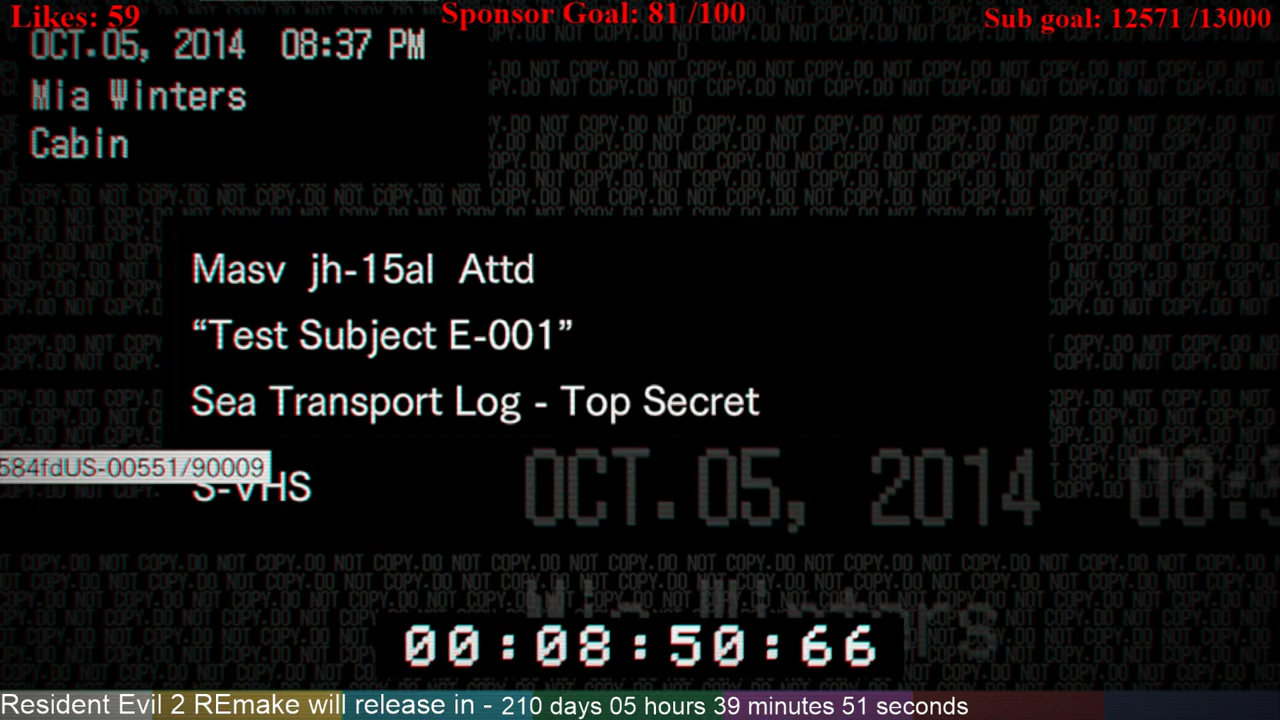 Likes: 59
Sponsor Goal: 81 /100
Sub goal: 12571 /13000
OCT.05, 2014 08:37 PM
Mia Winters
Cabin
Masv jh-15al Attd
“Test Subject E-001”
Sea Transport Log - Top Secret
584fdUS-00551/90009
S-VHS
OCT.05, 2014 08:
Mia Winters
00:08:50:66
Resident Evil 2 REmake will release in - 210 days 05 hours 39 minutes 51 seconds